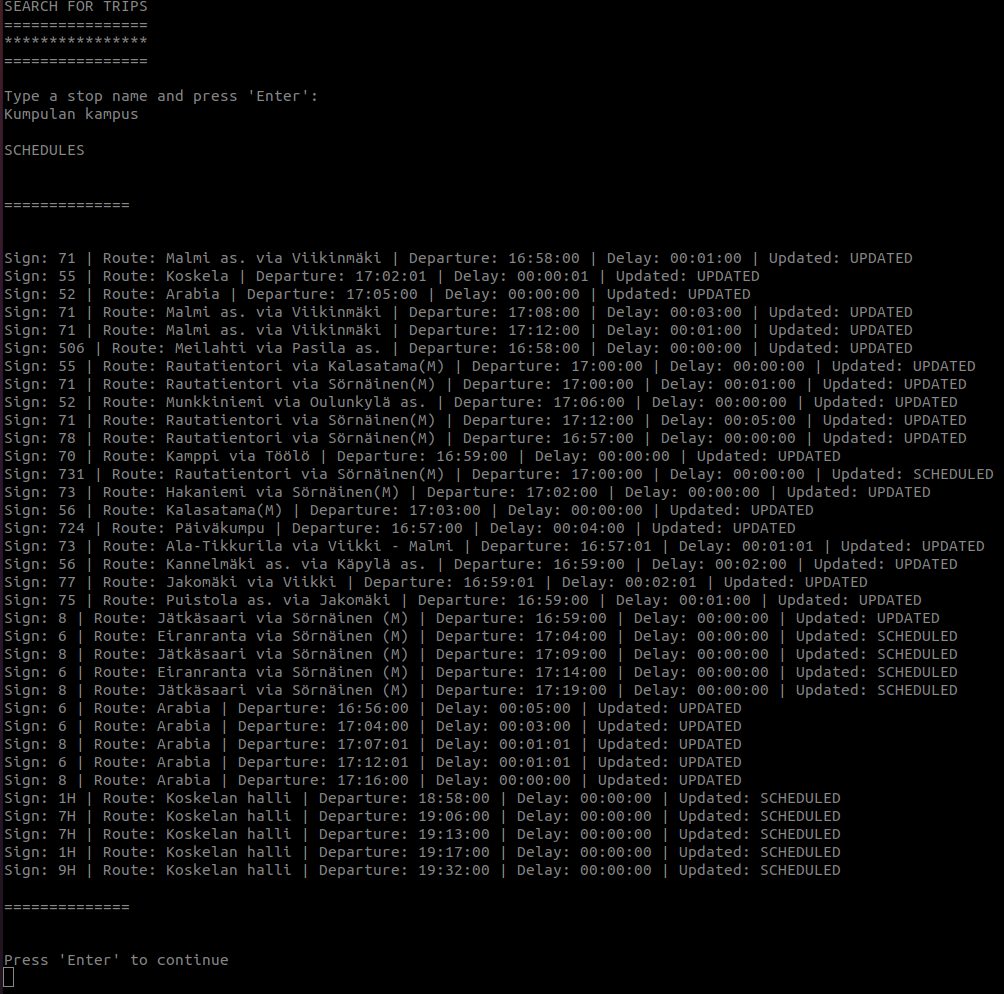 SEARCH FOR TRIPS
================
****************
================
Type a stop name and press 'Enter':
Kumpulan kampus
SCHEDULES
==============
Sign: 71 | Route: Malmi as. via Viikinmäki | Departure: 16:58:00 | Delay: 00:01:00 | Updated: UPDATED
Sign: 55 | Route: Koskela | Departure: 17:02:01 | Delay: 00:00:01 | Updated: UPDATED
Sign: 52 | Route: Arabia | Departure: 17:05:00 | Delay: 00:00:00 | Updated: UPDATED
Sign: 71 | Route: Malmi as. via Viikinmäki | Departure: 17:08:00 | Delay: 00:03:00 | Updated: UPDATED
Sign: 71 | Route: Malmi as. via Viikinmäki | Departure: 17:12:00 | Delay: 00:01:00 | Updated: UPDATED
Sign: 506 | Route: Meilahti via Pasila as. | Departure: 16:58:00 | Delay: 00:00:00 | Updated: UPDATED
Sign: 55 | Route: Rautatientori via Kalasatama(M) | Departure: 17:00:00 | Delay: 00:00:00 | Updated: UPDATED
Sign: 71 | Route: Rautatientori via Sörnäinen(M) | Departure: 17:00:00 | Delay: 00:01:00 | Updated: UPDATED
Sign: 52 | Route: Munkkiniemi via Oulunkylä as. | Departure: 17:06:00 | Delay: 00:00:00 | Updated: UPDATED
Sign: 71 | Route: Rautatientori via Sörnäinen(M) | Departure: 17:12:00 | Delay: 00:05:00 | Updated: UPDATED
Sign: 78 | Route: Rautatientori via Sörnäinen(M) | Departure: 16:57:00 | Delay: 00:00:00 | Updated: UPDATED
Sign: 70 | Route: Kamppi via Töölö | Departure: 16:59:00 | Delay: 00:00:00 | Updated: UPDATED
Sign: 731 | Route: Rautatientori via Sörnäinen(M) | Departure: 17:00:00 | Delay: 00:00:00 | Updated: SCHEDULED
Sign: 73 | Route: Hakaniemi via Sörnäinen(M) | Departure: 17:02:00 | Delay: 00:00:00 | Updated: UPDATED
Sign: 56 | Route: Kalasatama(M) | Departure: 17:03:00 | Delay: 00:00:00 | Updated: UPDATED
Sign: 724 | Route: Päiväkumpu | Departure: 16:57:00 | Delay: 00:04:00 | Updated: UPDATED
Sign: 73 | Route: Ala-Tikkurila via Viikki - Malmi | Departure: 16:57:01 | Delay: 00:01:01 | Updated: UPDATED
Sign: 56 | Route: Kannelmäki as. via Käpylä as. | Departure: 16:59:00 | Delay: 00:02:00 | Updated: UPDATED
Sign: 77 | Route: Jakomäki via Viikki | Departure: 16:59:01 | Delay: 00:02:01 | Updated: UPDATED
Sign: 75 | Route: Puistola as. via Jakomäki | Departure: 16:59:00 | Delay: 00:01:00 | Updated: UPDATED
Sign: 8 | Route: Jätkäsaari via Sörnäinen (M) | Departure: 16:59:00 | Delay: 00:00:00 | Updated: UPDATED
Sign: 6 | Route: Eiranranta via Sörnäinen (M) | Departure: 17:04:00 | Delay: 00:00:00 | Updated: SCHEDULED
Sign: 8 | Route: Jätkäsaari via Sörnäinen (M) | Departure: 17:09:00 | Delay: 00:00:00 | Updated: SCHEDULED
Sign: 6 | Route: Eiranranta via Sörnäinen (M) | Departure: 17:14:00 | Delay: 00:00:00 | Updated: SCHEDULED
Sign: 8 | Route: Jätkäsaari via Sörnäinen (M) | Departure: 17:19:00 | Delay: 00:00:00 | Updated: SCHEDULED
Sign: 6 | Route: Arabia | Departure: 16:56:00 | Delay: 00:05:00 | Updated: UPDATED
Sign: 6 | Route: Arabia | Departure: 17:04:00 | Delay: 00:03:00 | Updated: UPDATED
Sign: 8 | Route: Arabia | Departure: 17:07:01 | Delay: 00:01:01 | Updated: UPDATED
Sign: 6 | Route: Arabia | Departure: 17:12:01 | Delay: 00:01:01 | Updated: UPDATED
Sign: 8 | Route: Arabia | Departure: 17:16:00 | Delay: 00:00:00 | Updated: UPDATED
Sign: 1H | Route: Koskelan halli | Departure: 18:58:00 | Delay: 00:00:00 | Updated: SCHEDULED
Sign: 7H | Route: Koskelan halli | Departure: 19:06:00 | Delay: 00:00:00 | Updated: SCHEDULED
Sign: 7H | Route: Koskelan halli | Departure: 19:13:00 | Delay: 00:00:00 | Updated: SCHEDULED
Sign: 1H | Route: Koskelan halli | Departure: 19:17:00 | Delay: 00:00:00 | Updated: SCHEDULED
Sign: 9H | Route: Koskelan halli | Departure: 19:32:00 | Delay: 00:00:00 | Updated: SCHEDULED
==============
Press 'Enter' to continue